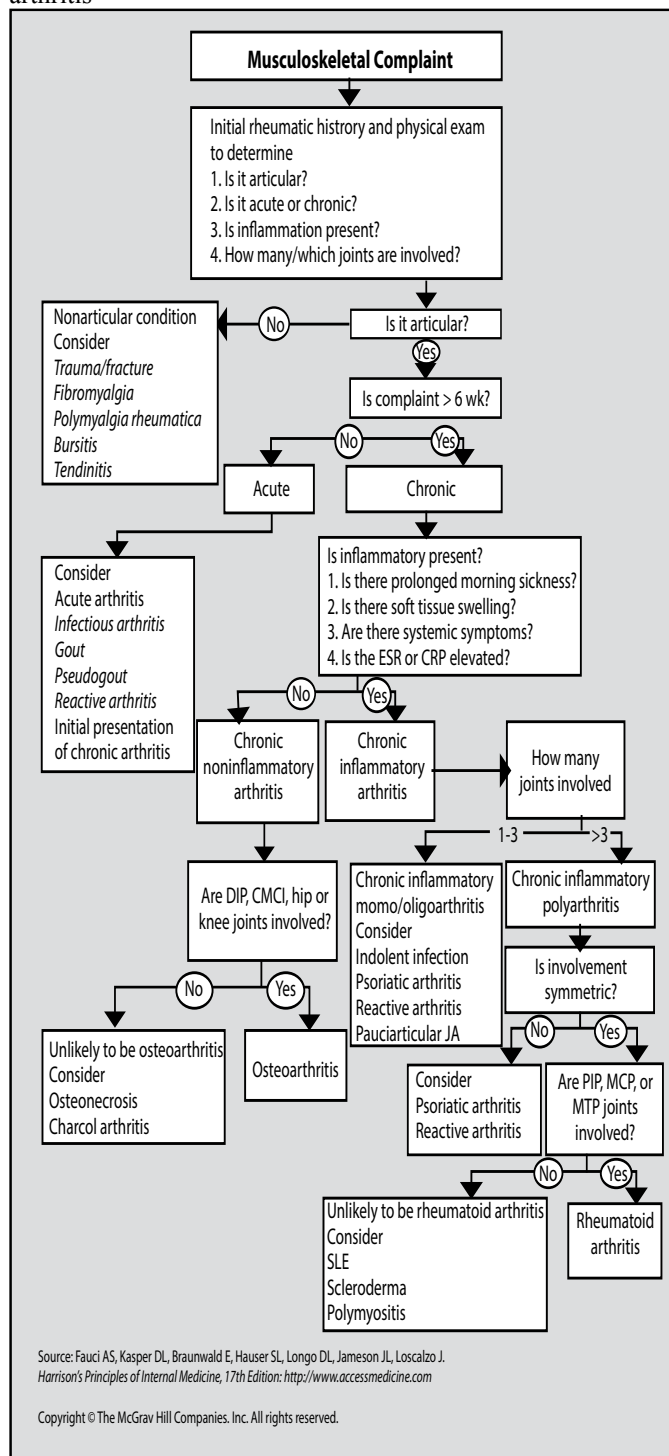 arthritis
Musculoskeletal Complaint
Initial rheumatic histrory and physical exam
to determine
1. Is it articular?
2. Is it acute or chronic?
3. Is inflammation present?
4. How many/which joints are involved?
Is it articular?
No
Nonarticular condition
Consider
Trauma/fracture
Fibromyalgia
Polymyalgia rheumatica
Bursitis
Tendinitis
Yes
Is complaint > 6 wk?
No
Yes
Acute
Chronic
Consider
Acute arthritis
Infectious arthritis
Gout
Pseudogout
Reactive arthritis
Initial presentation
of chronic arthritis
Is inflammatory present?
1. Is there prolonged morning sickness?
2. Is there soft tissue swelling?
3. Are there systemic symptoms?
4. Is the ESR or CRP elevated?
No
Yes
Chronic
noninflammatory
arthritis
Chronic
inflammatory
arthritis
How many
joints involved
1-3
>3
Are DIP, CMCI, hip or
knee joints involved?
Chronic inflammatory
momo/oligoarthritis
Consider
Indolent infection
Psoriatic arthritis
Reactive arthritis
Pauciarticular JA
Chronic inflammatory
polyarthritis
Is involvement
symmetric?
No
Yes
No
Yes
Unlikely to be osteoarthritis
Consider
Osteonecrosis
Charcol arthritis
Osteoarthritis
Consider
Psoriatic arthritis
Reactive arthritis
Are PIP, MCP, or
MTP joints
involved?
No
Yes
Unlikely to be rheumatoid arthritis
Consider
SLE
Scleroderma
Polymyositis
Rheumatoid
arthritis
Source: Fauci AS, Kasper DL, Braunwald E, Hauser SL, Longo DL, Jameson JL, Loscalzo J.
Harrison's Principles of Internal Medicine, 17th Edition: http://www.accessmedicine.com
Copyright © The McGrav Hill Companies. Inc. All rights reserved.